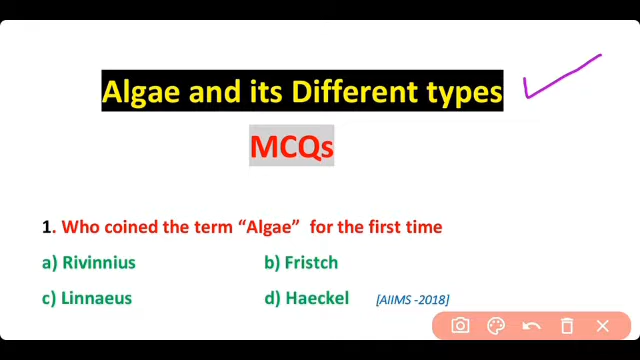 Algae and its Different types
MCQs
1. Who coined the term “Algae” for the first time
a) Rivinnius b) Fristch
c) Linnaeus d) Haeckel [AIIMS -2018]